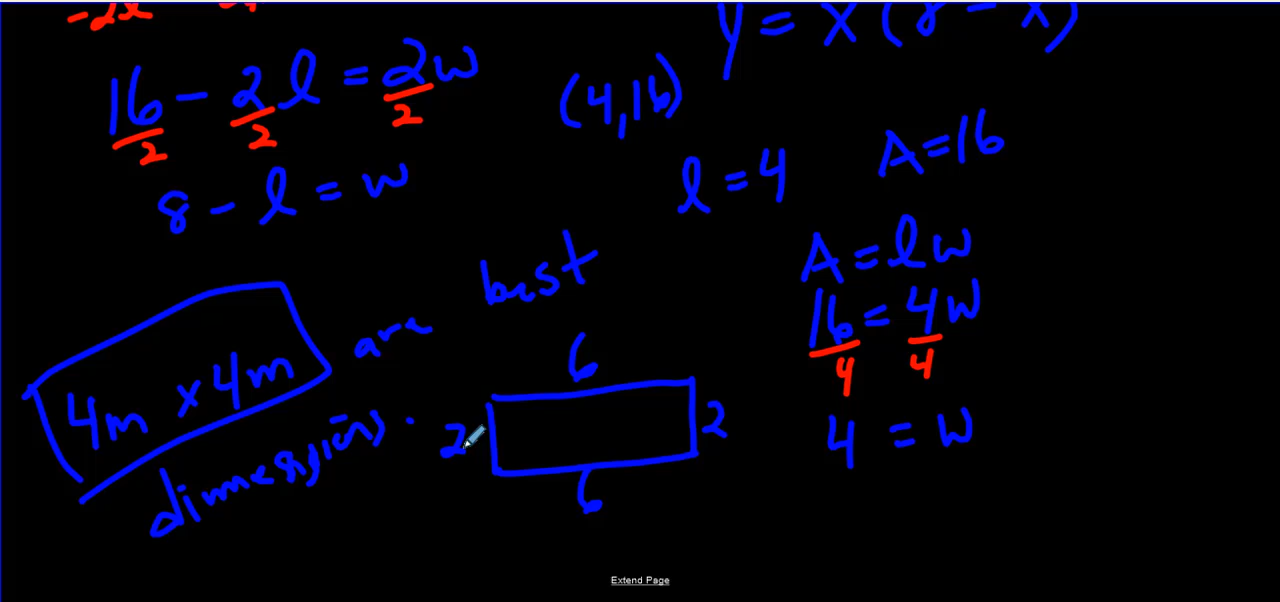 -2l
16 - 2l = 2w
2 2 2
8 - l = w
y = x(8 - x)
(4,16)
l = 4
A = 16
A = lw
16 = 4w
4 4
4 = w
4m x 4m are best
dimensions.
6
2 2
6
Extend Page